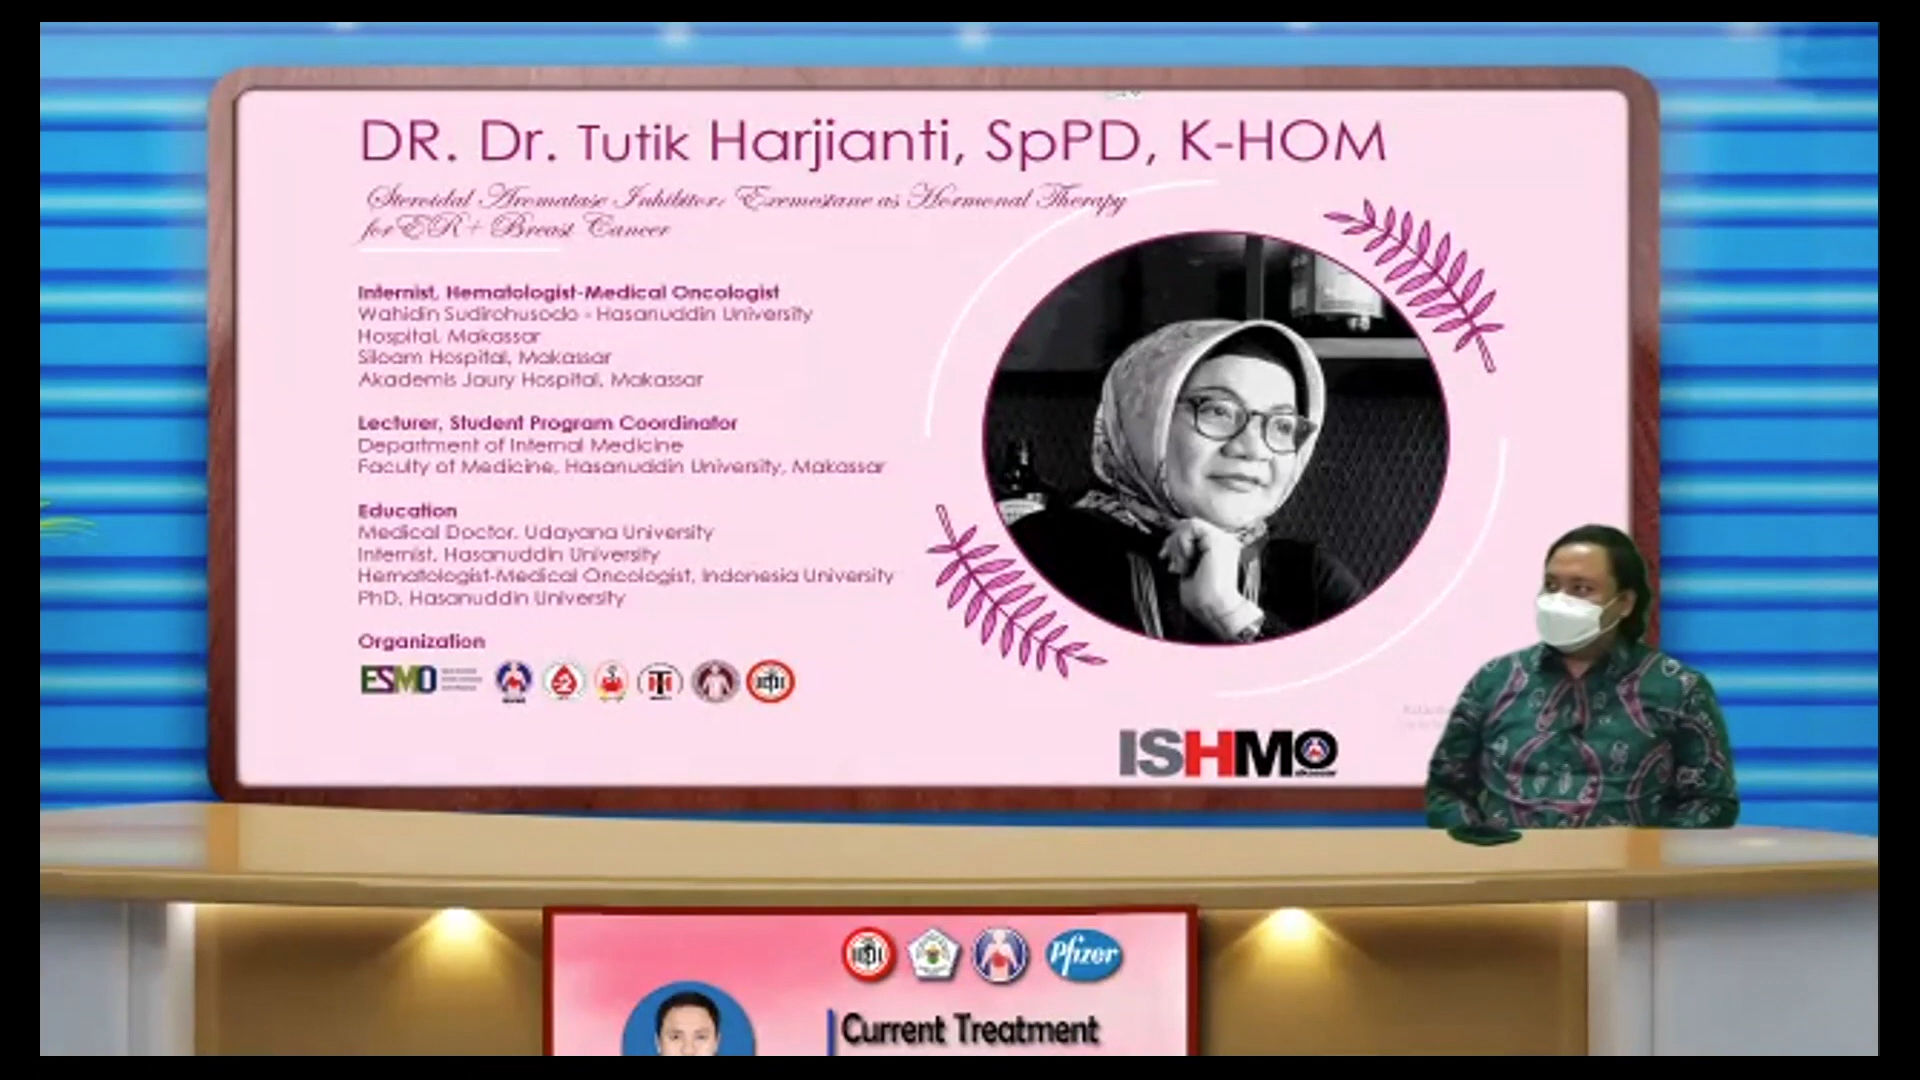 DR. Dr. Tutik Harjianti, SpPD, K-HOM
Steroidal Aromatase Inhibitor: Exemestane as Hormonal Therapy
for ER+ Breast Cancer
Internist, Hematologist-Medical Oncologist
Wahidin Sudirohusodo - Hasanuddin University
Hospital, Makassar
Siloam Hospital, Makassar
Akademis Jaury Hospital, Makassar
Lecturer, Student Program Coordinator
Department of Internal Medicine
Faculty of Medicine, Hasanuddin University, Makassar
Education
Medical Doctor, Udayana University
Internist, Hasanuddin University
Hematologist-Medical Oncologist, Indonesia University
PhD, Hasanuddin University
Organization
ESMO
ISHMO
Pfizer
Current Treatment